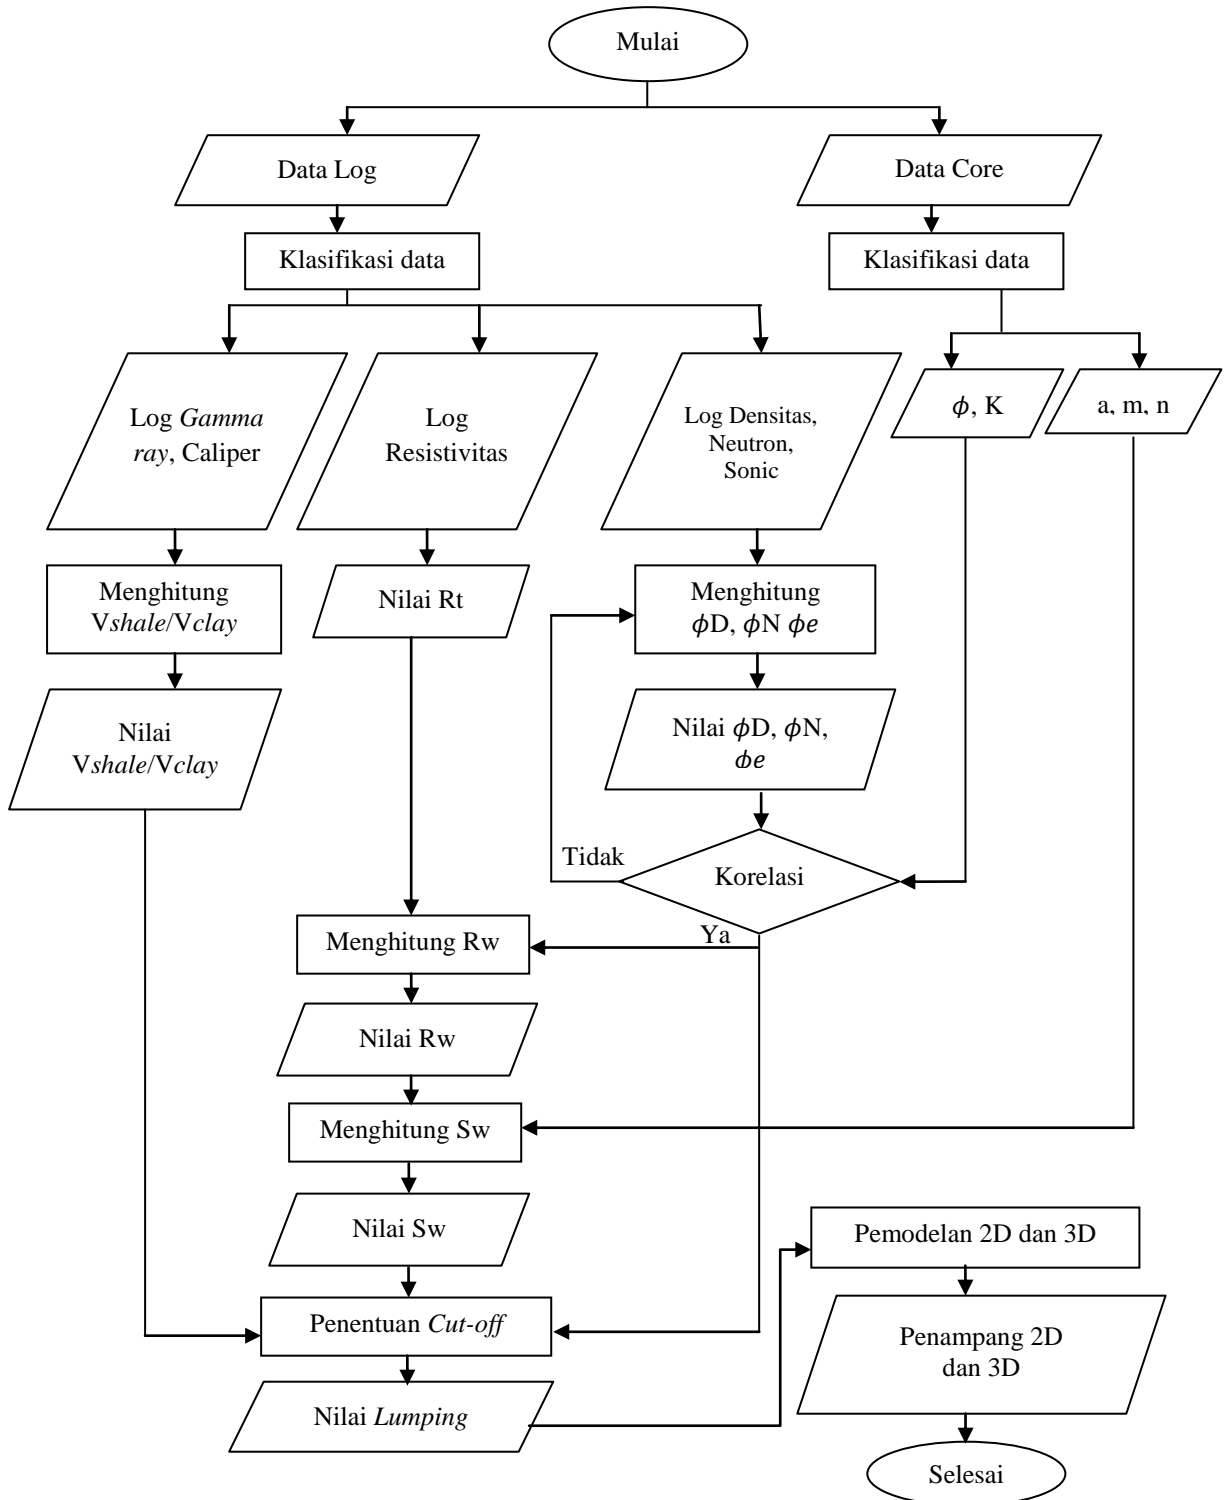 Mulai
Data Log
Data Core
Klasifikasi data
Klasifikasi data
Log Gamma
ray, Caliper
Log
Resistivitas
Log Densitas,
Neutron,
Sonic
ϕ, K
a, m, n
Menghitung
Vshale/Vclay
Nilai Rt
Menghitung
ϕD, ϕN ϕe
Nilai
Vshale/Vclay
Nilai ϕD, ϕN,
ϕe
Tidak
Korelasi
Ya
Menghitung Rw
Nilai Rw
Menghitung Sw
Nilai Sw
Pemodelan 2D dan 3D
Penentuan Cut-off
Penampang 2D
dan 3D
Nilai Lumping
Selesai